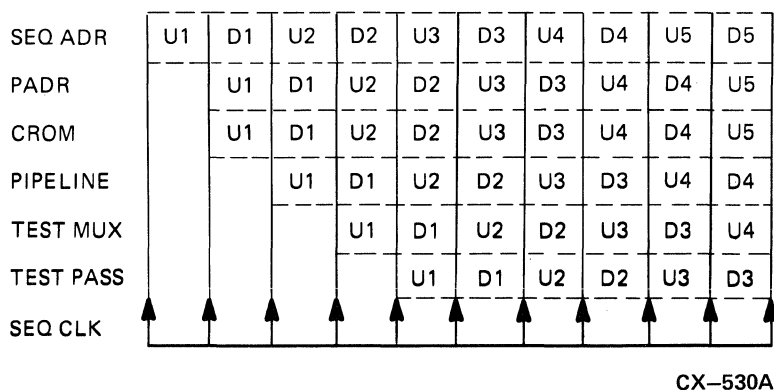 SEQ ADR U1 D1 U2 D2 U3 D3 U4 D4 U5 D5
PADR U1 D1 U2 D2 U3 D3 U4 D4 U5
CROM U1 D1 U2 D2 U3 D3 U4 D4 U5
PIPELINE U1 D1 U2 D2 U3 D3 U4 D4
TEST MUX U1 D1 U2 D2 U3 D3 U4
TEST PASS U1 D1 U2 D2 U3 D3
SEQ CLK
CX-530A